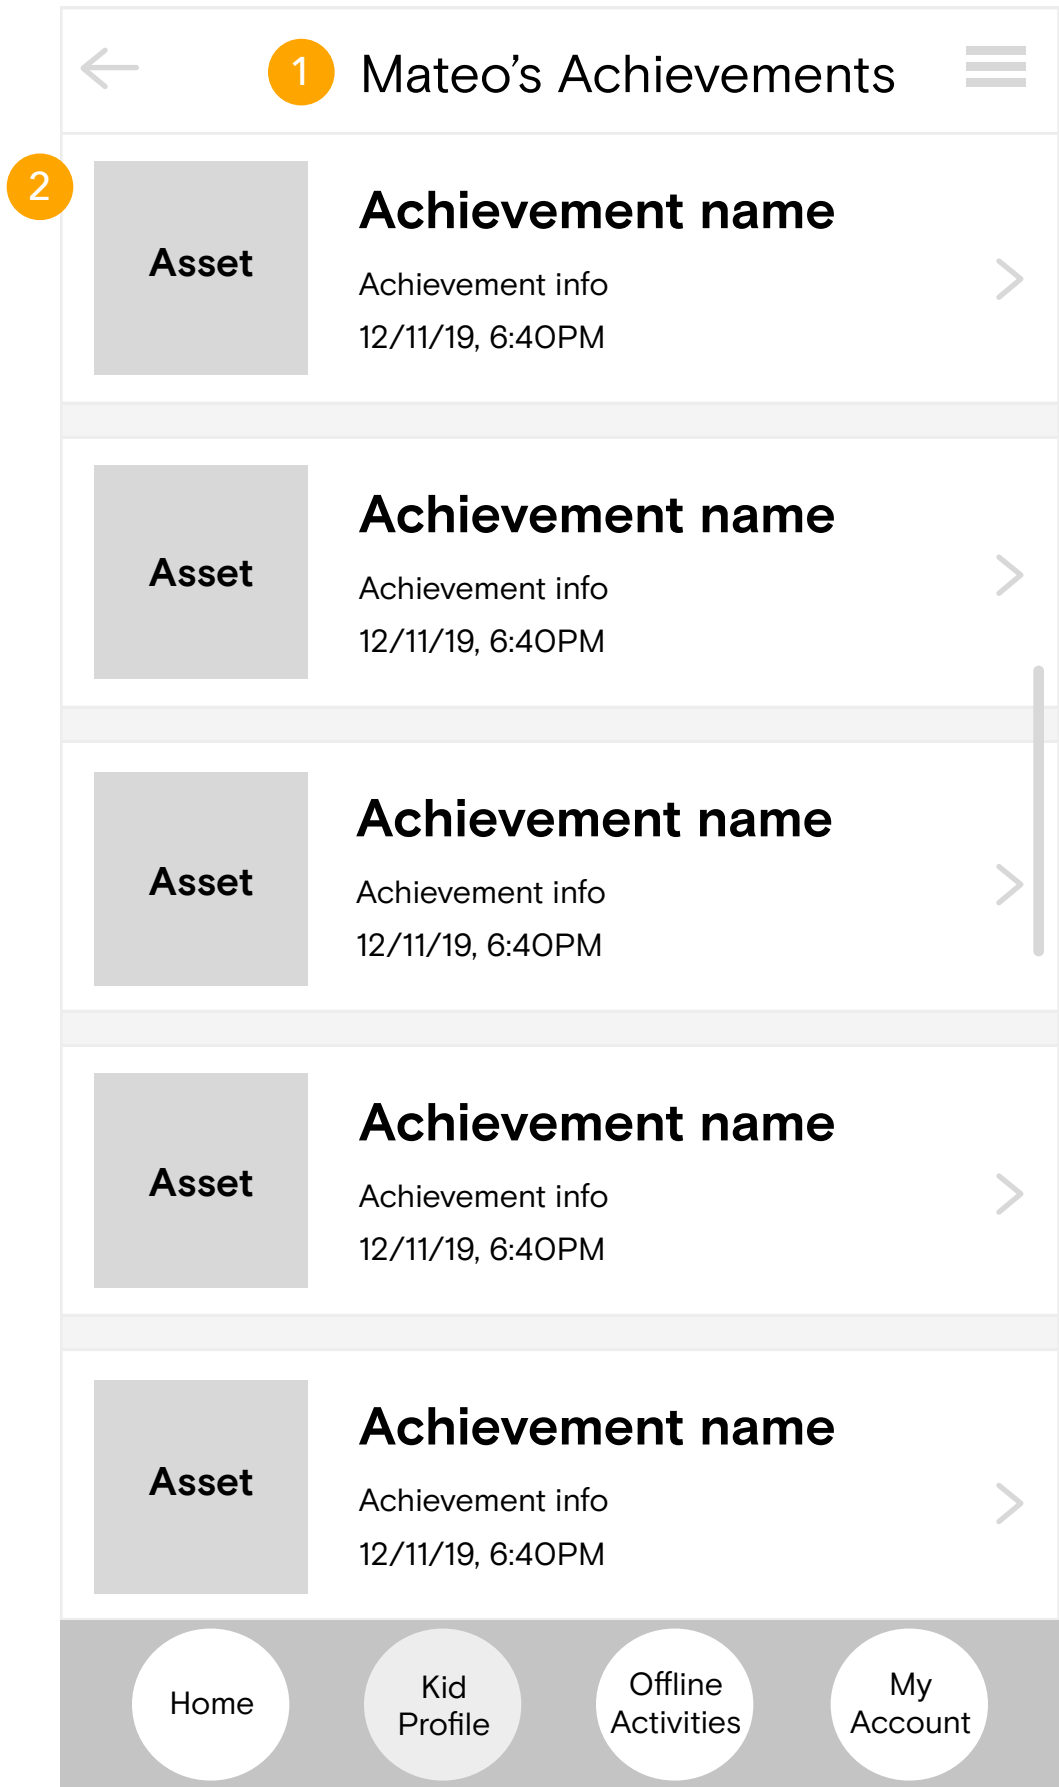 1 Mateo’s Achievements
2
Asset
Achievement name
Achievement info
12/11/19, 6:40PM
Asset
Achievement name
Achievement info
12/11/19, 6:40PM
Asset
Achievement name
Achievement info
12/11/19, 6:40PM
Asset
Achievement name
Achievement info
12/11/19, 6:40PM
Asset
Achievement name
Achievement info
12/11/19, 6:40PM
Home
Kid
Profile
Offline
Activities
My
Account